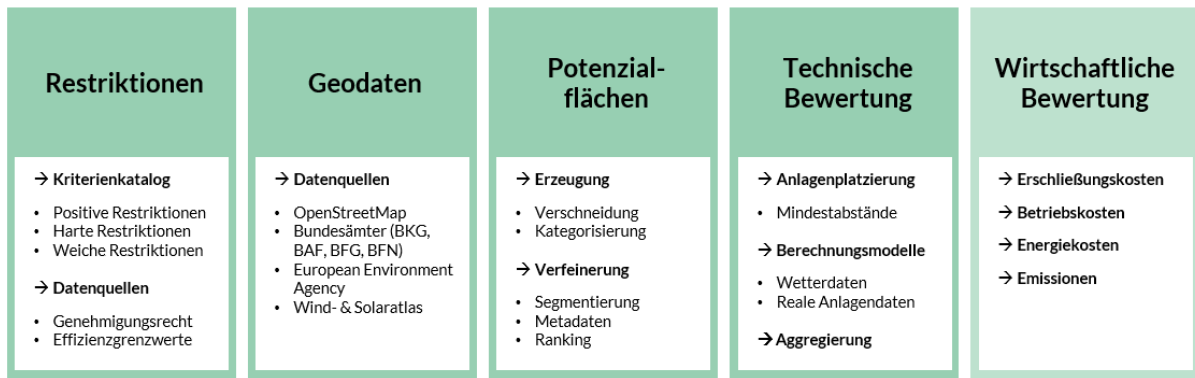 Restriktionen
→ Kriterienkatalog
• Positive Restriktionen
• Harte Restriktionen
• Weiche Restriktionen
→ Datenquellen
• Genehmigungsrecht
• Effizienzgrenzwerte
Geodaten
→ Datenquellen
• OpenStreetMap
• Bundesämter (BKG,
BAF, BFG, BFN)
• European Environment
Agency
• Wind- & Solaratlas
Potenzial-
flächen
→ Erzeugung
• Verschneidung
• Kategorisierung
→ Verfeinerung
• Segmentierung
• Metadaten
• Ranking
Technische
Bewertung
→ Anlagenplatzierung
• Mindestabstände
→ Berechnungsmodelle
• Wetterdaten
• Reale Anlagendaten
→ Aggregierung
Wirtschaftliche
Bewertung
→ Erschließungskosten
→ Betriebskosten
→ Energiekosten
→ Emissionen